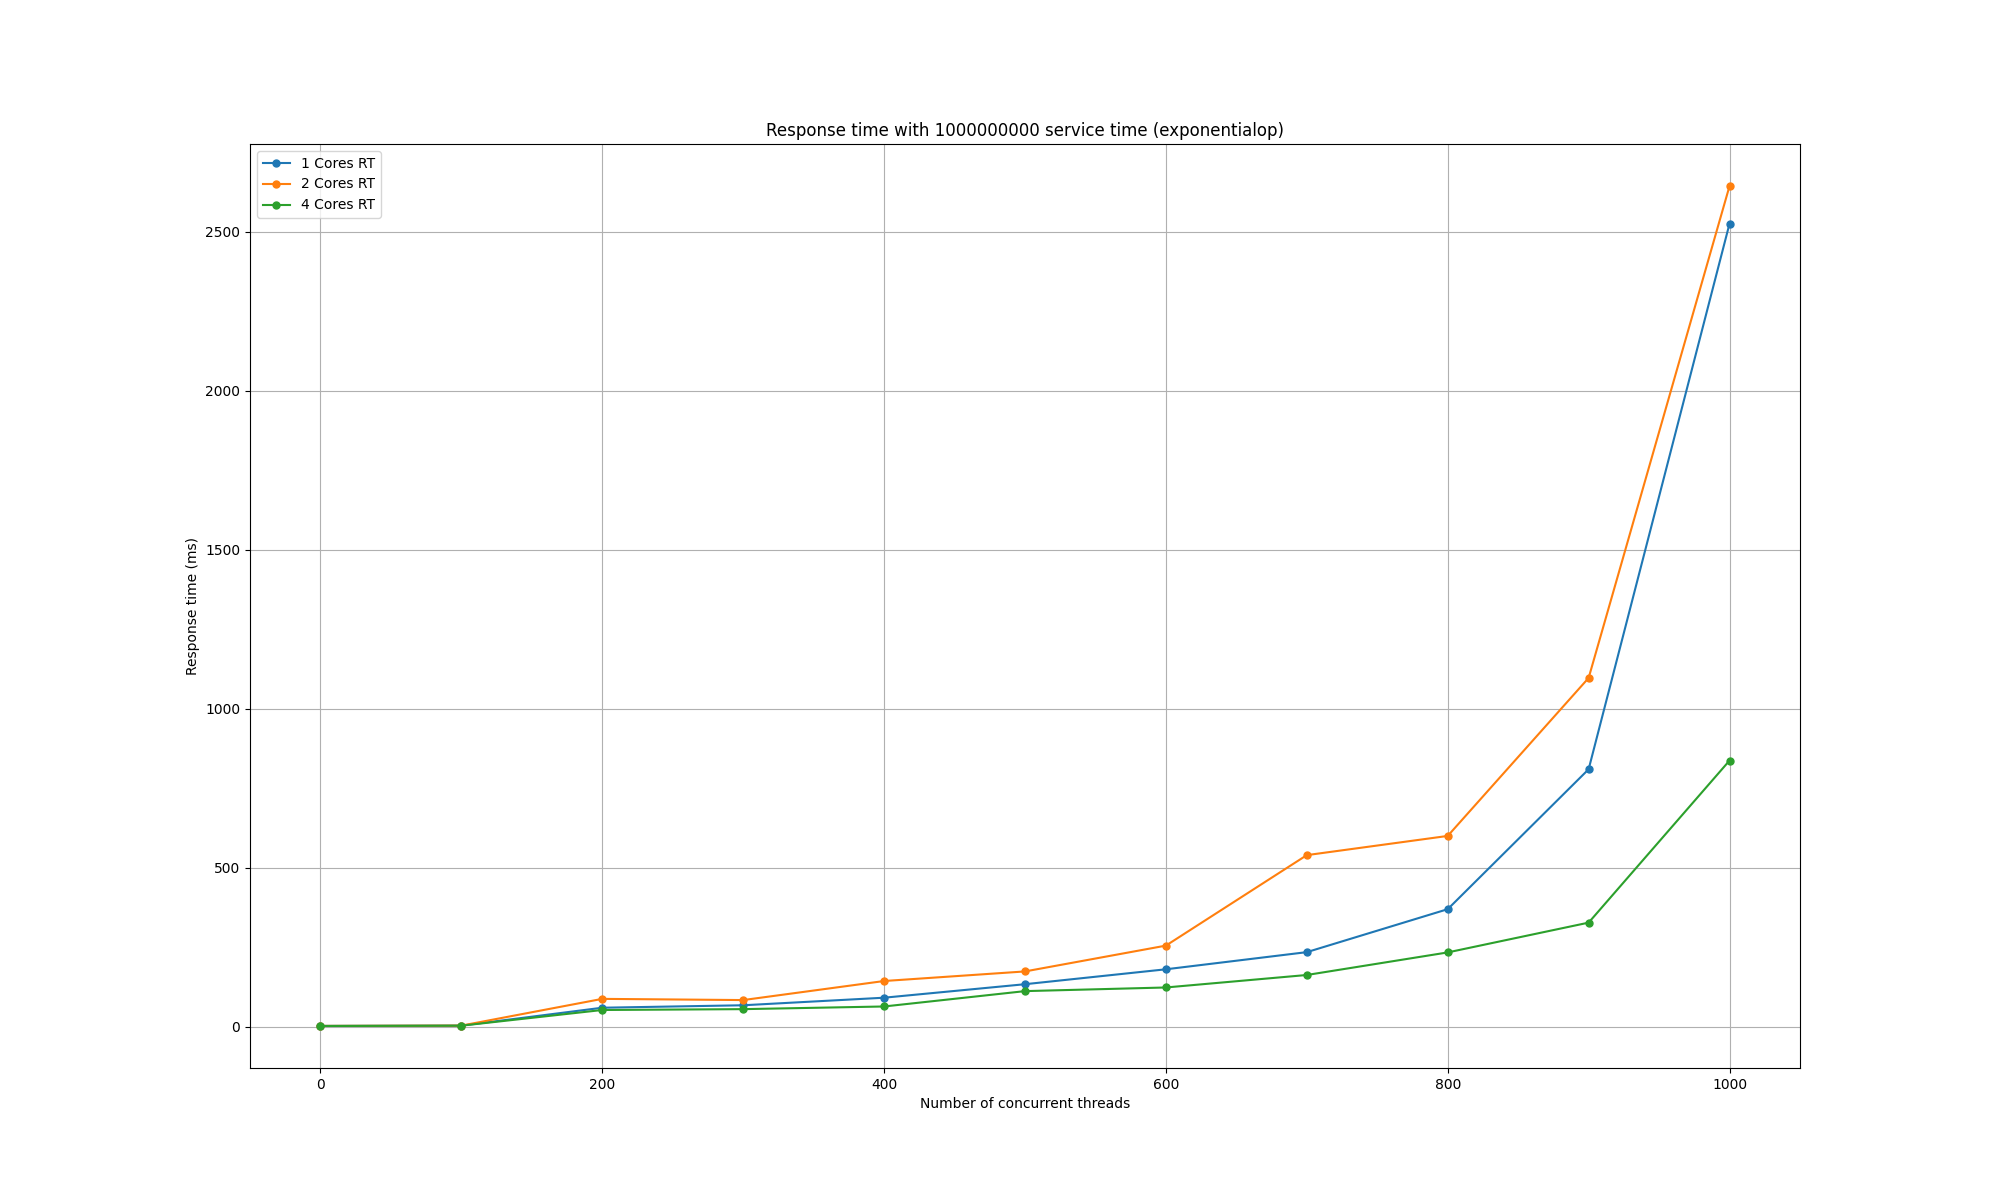 Response time with 1000000000 service time (exponentialop)
1 Cores RT
2 Cores RT
4 Cores RT
2500
2000
1500
1000
500
0
Response time (ms)
0 200 400 600 800 1000
Number of concurrent threads